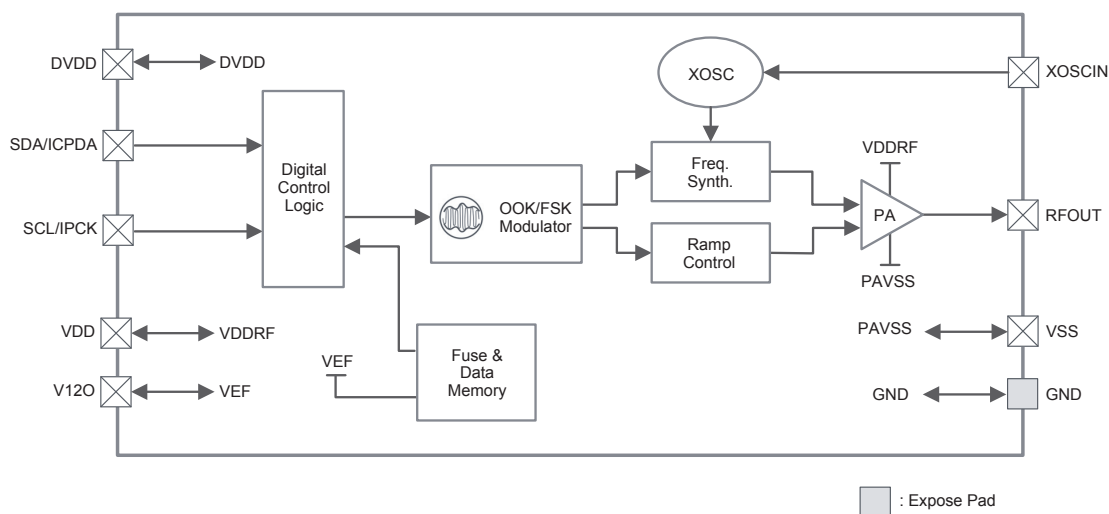 DVDD
DVDD
XOSC
XOSCIN
SDA/ICPDA
Digital
Control
Logic
OOK/FSK
Modulator
Freq.
Synth.
VDDRF
PA
RFOUT
SCL/IPCK
Ramp
Control
PAVSS
VDD
VDDRF
PAVSS
VSS
VEF
Fuse &
Data
Memory
V12O
VEF
GND
GND
: Expose Pad